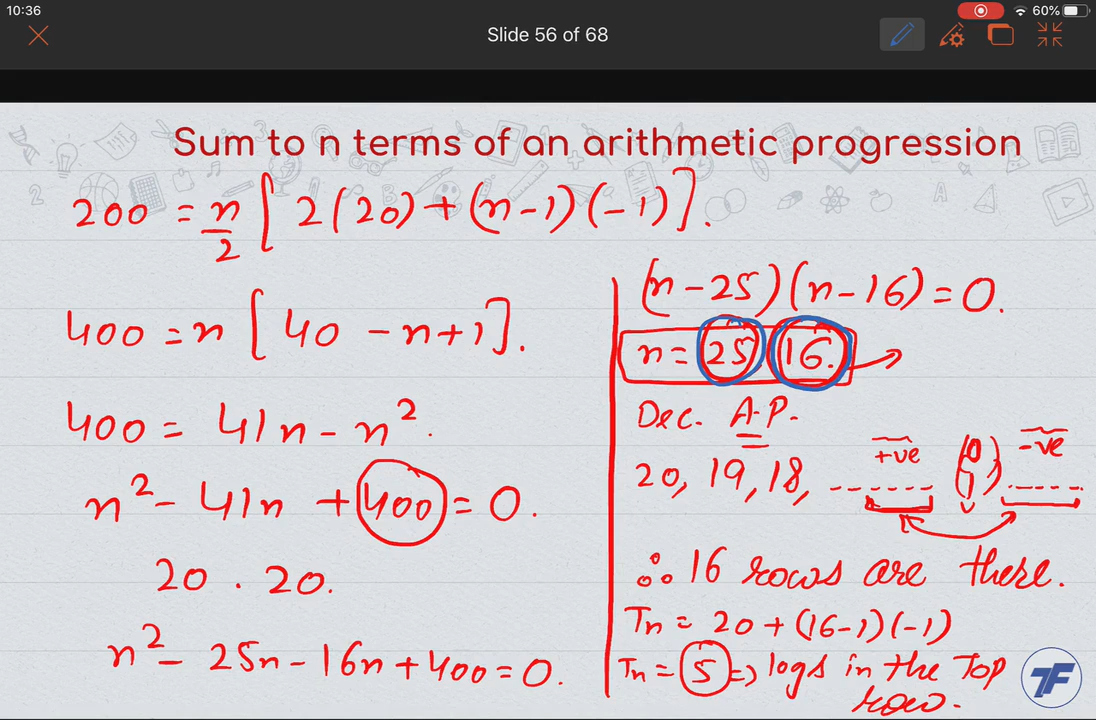 10:36
60%
Slide 56 of 68
Sum to n terms of an arithmetic progression
200 = n/2 [ 2(20) + (n-1)(-1) ].
400 = n [ 40 - n+1 ].
400 = 41n - n².
n² - 41n + 400 = 0.
20 . 20.
n² - 25n - 16n + 400 = 0.
(n-25)(n-16) = 0.
n = 25, 16.
Dec. A.P.
+ve -ve
20, 19, 18, ------ (0) .----
∴ 16 rows are there.
Tn = 20 + (16-1)(-1)
Tn = 5 => logs in the Top
row.
TF